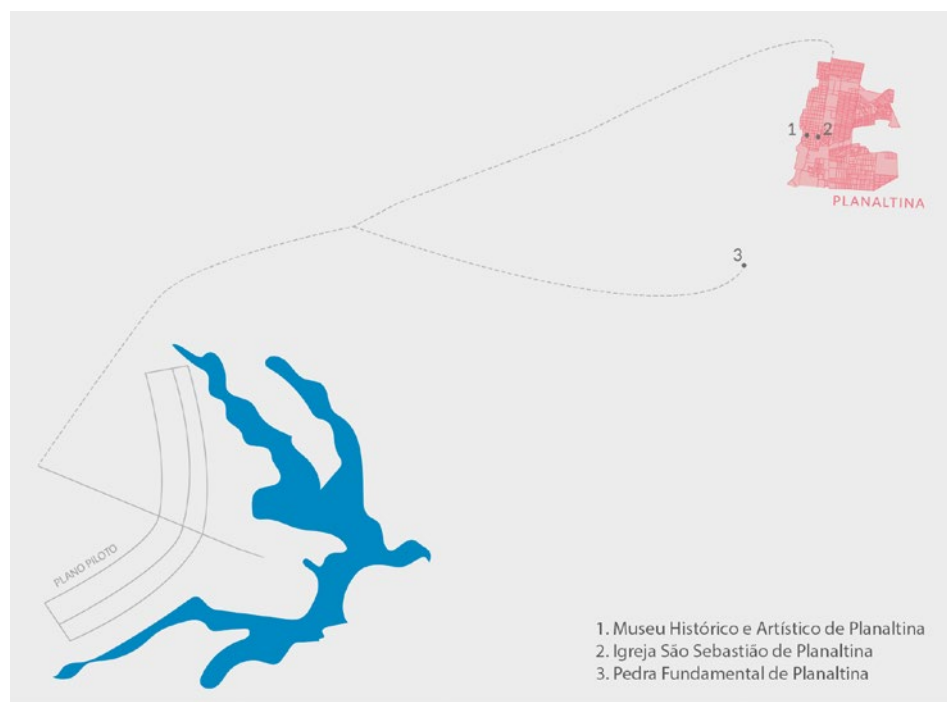 1 2
PLANALTINA
3
PLANO PILOTO
1. Museu Histórico e Artístico de Planaltina
2. Igreja São Sebastião de Planaltina
3. Pedra Fundamental de Planaltina